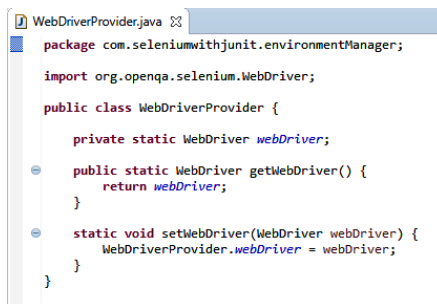 WebDriverProvider.java
package com.seleniumwithjunit.environmentManager;
import org.openqa.selenium.WebDriver;
public class WebDriverProvider {
private static WebDriver webDriver;
public static WebDriver getWebDriver() {
return webDriver;
}
static void setWebDriver(WebDriver webDriver) {
WebDriverProvider.webDriver = webDriver;
}
}